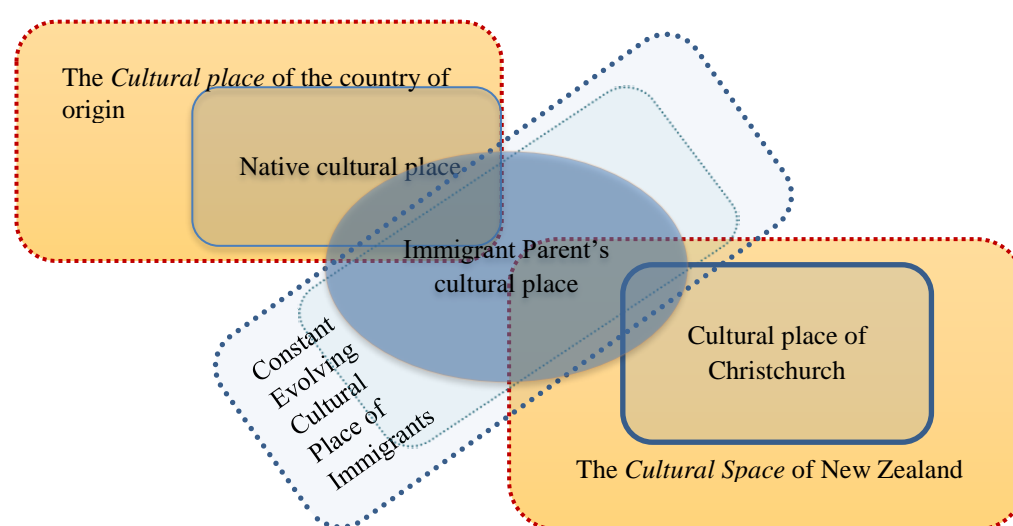 The Cultural place of the country of
origin
Native cultural place
Immigrant Parent's
cultural place
Constant
Evolving
Cultural
Place of
Immigrants
Cultural place of
Christchurch
The Cultural Space of New Zealand